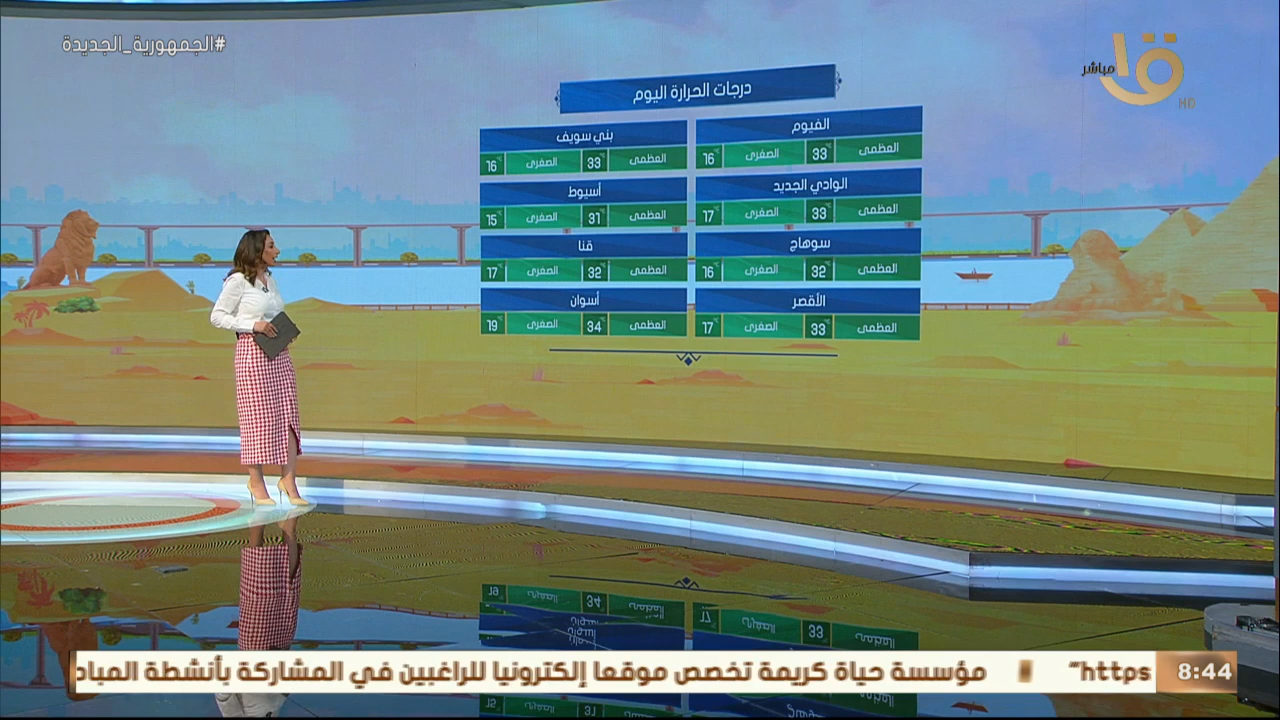 #الجمهورية_الجديدة
مباشر
HD
درجات الحرارة اليوم
الفيوم
العظمى 33 الصغرى 16
بني سويف
العظمى 33 الصغرى 16
الوادي الجديد
العظمى 33 الصغرى 17
أسيوط
العظمى 31 الصغرى 15
سوهاج
العظمى 32 الصغرى 16
قنا
العظمى 32 الصغرى 17
الأقصر
العظمى 33 الصغرى 17
أسوان
العظمى 34 الصغرى 19
8:44 https" مؤسسة حياة كريمة تخصص موقعا إلكترونيا للراغبين في المشاركة بأنشطة